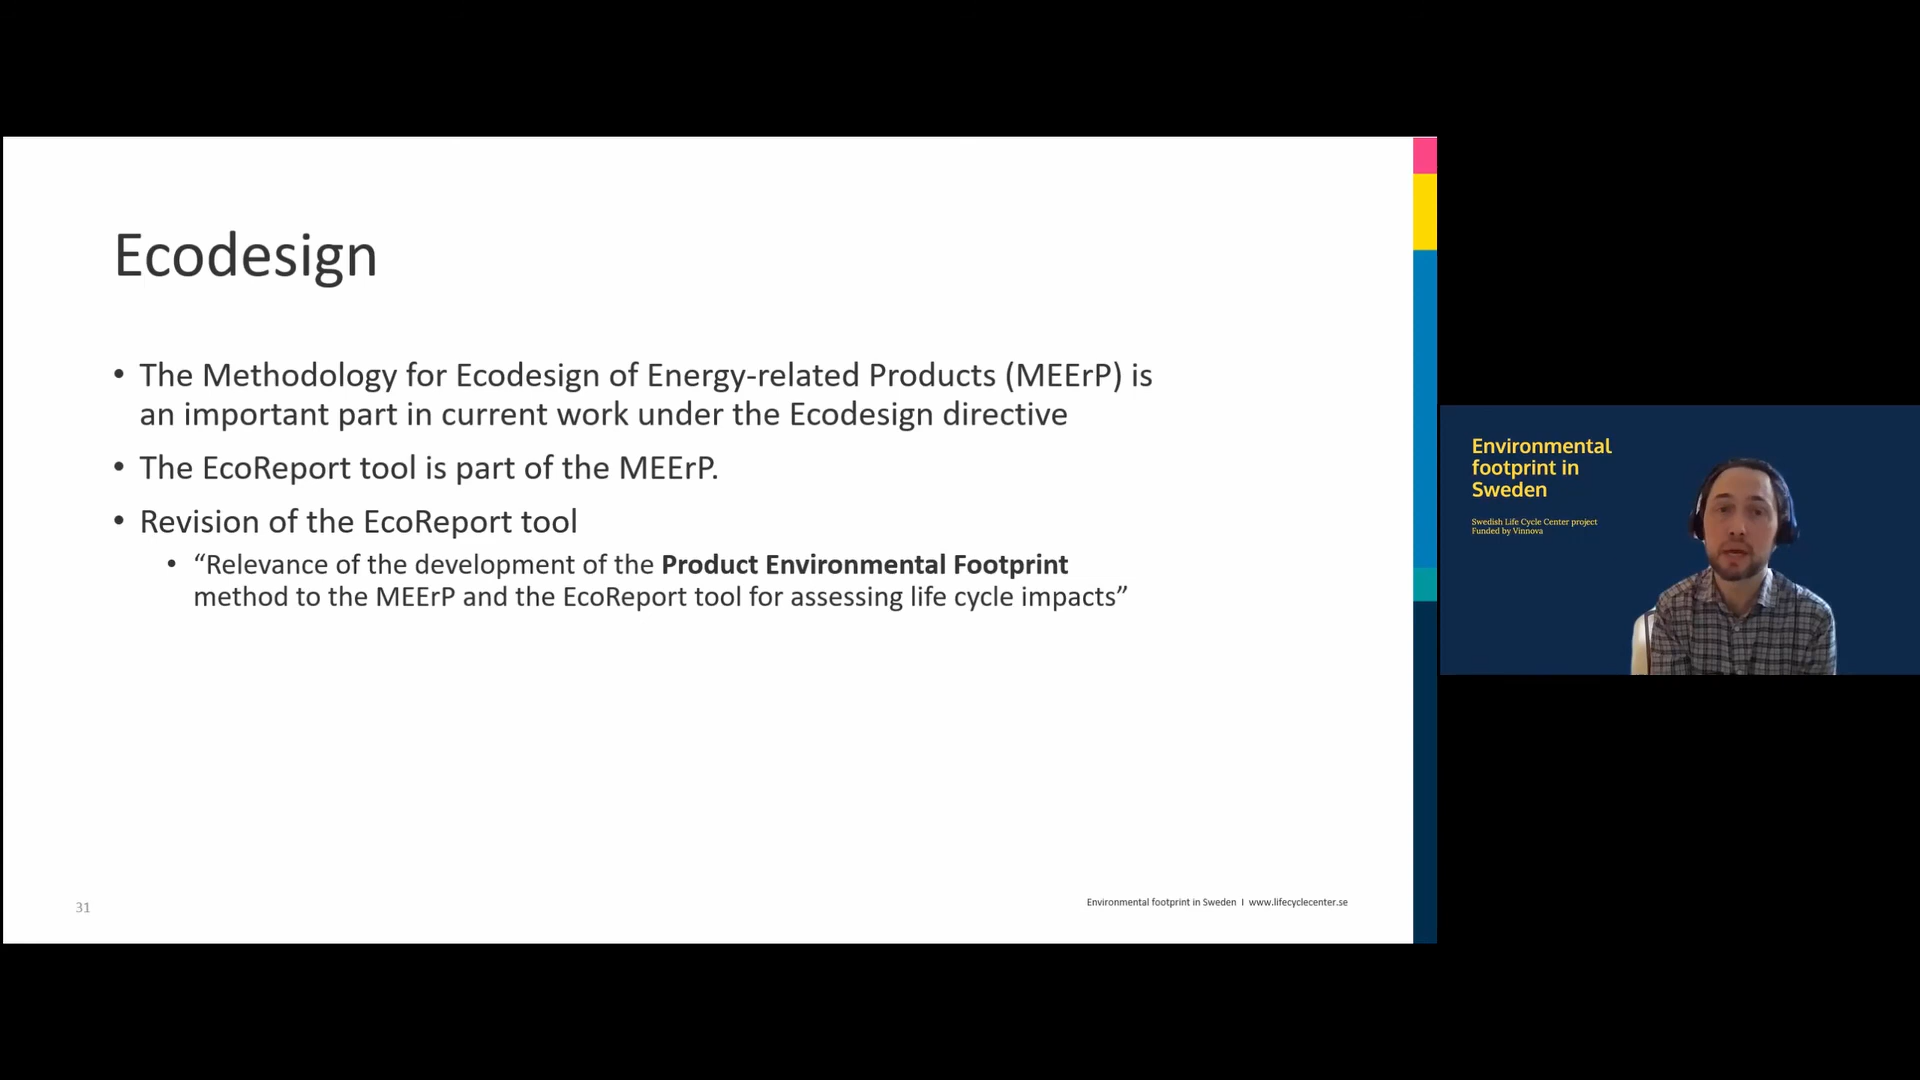 Ecodesign
• The Methodology for Ecodesign of Energy-related Products (MEErP) is
an important part in current work under the Ecodesign directive
• The EcoReport tool is part of the MEErP.
• Revision of the EcoReport tool
• “Relevance of the development of the Product Environmental Footprint
method to the MEErP and the EcoReport tool for assessing life cycle impacts”
31
Environmental footprint in Sweden I www.lifecyclecenter.se
Environmental
footprint in
Sweden
Swedish Life Cycle Center project
Funded by Vinnova